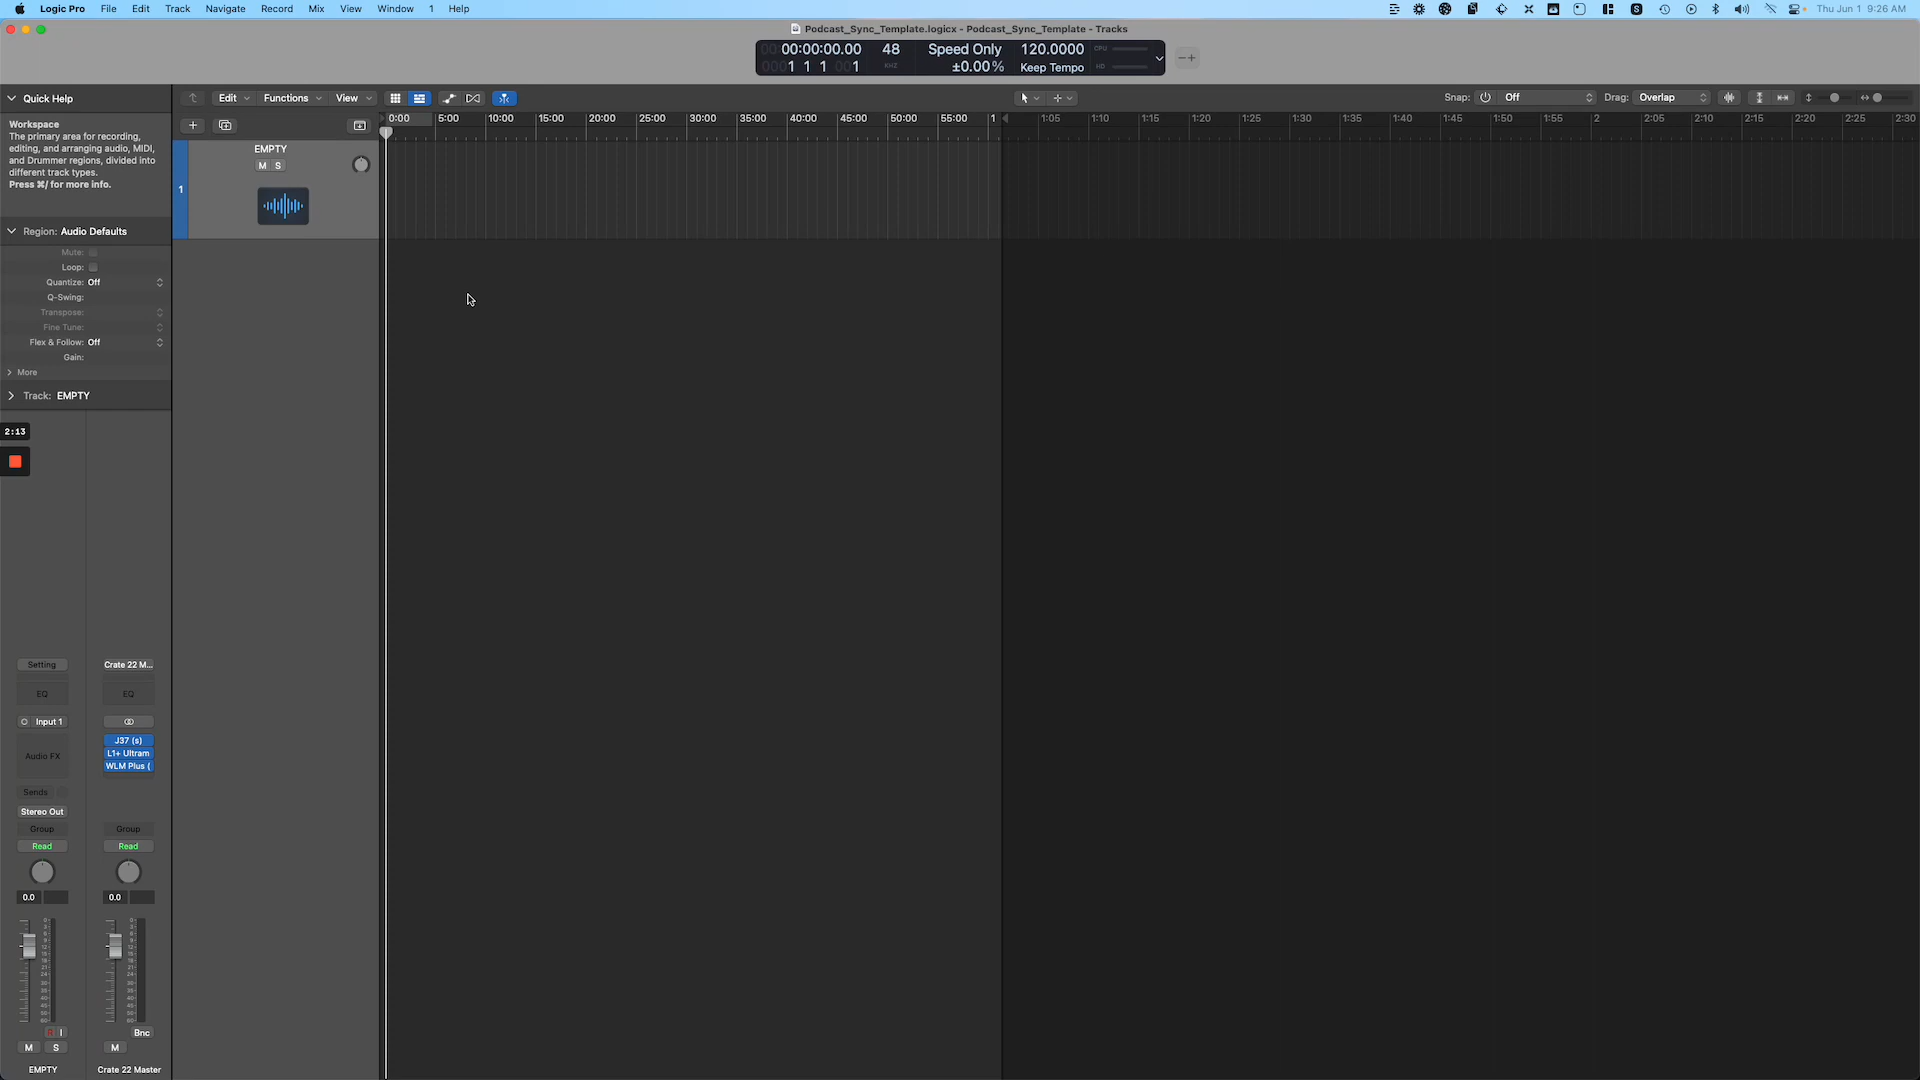 Logic Pro File Edit Track Navigate Record Mix View Window 1 Help
Thu Jun 1 9:26 AM
Podcast_Sync_Template.logicx - Podcast_Sync_Template - Tracks
00:00:00.00 48 Speed Only 120.0000 CPU
1 1 1 1 KHZ ±0.00% Keep Tempo HD
Quick Help
Edit Functions View
Snap: Off Drag: Overlap
0:00 5:00 10:00 15:00 20:00 25:00 30:00 35:00 40:00 45:00 50:00 55:00 1 1:05 1:10 1:15 1:20 1:25 1:30 1:35 1:40 1:45 1:50 1:55 2 2:05 2:10 2:15 2:20 2:25 2:30
Workspace
The primary area for recording,
editing, and arranging audio, MIDI,
and Drummer regions, divided into
different track types.
Press ⌘/ for more info.
1
EMPTY
M S
Region: Audio Defaults
Mute:
Loop:
Quantize: Off
Q-Swing:
Transpose:
Fine Tune:
Flex & Follow: Off
Gain:
More
Track: EMPTY
2:13
Setting Crate 22 M...
EQ EQ
Input 1
J37 (s)
Audio FX L1+ Ultram
WLM Plus (
Sends
Stereo Out
Group Group
Read Read
0.0 0.0
R I Bnc
M S M
EMPTY Crate 22 Master